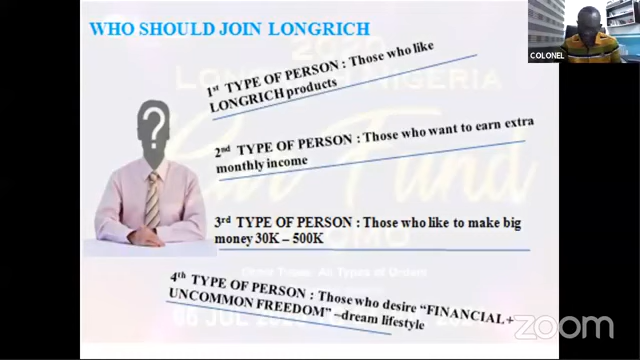 WHO SHOULD JOIN LONGRICH
COLONEL
1st TYPE OF PERSON : Those who like
LONGRICH products
2nd TYPE OF PERSON : Those who want to earn extra
monthly income
3rd TYPE OF PERSON : Those who like to make big
money 30K – 500K
4th TYPE OF PERSON : Those who desire “FINANCIAL+
UNCOMMON FREEDOM” –dream lifestyle
zoom